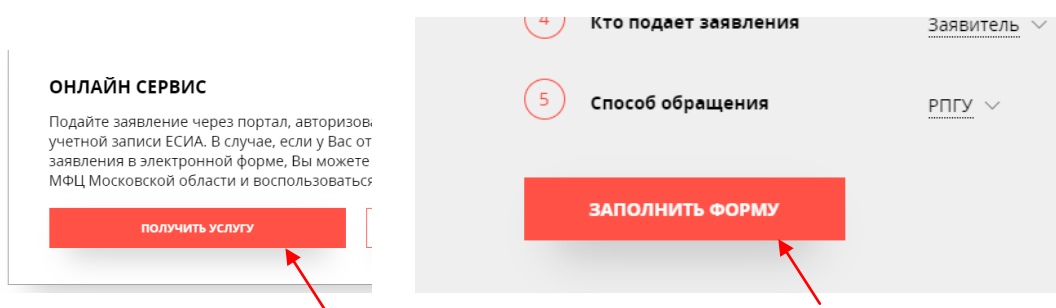 ОНЛАЙН СЕРВИС
Подайте заявление через портал, авторизова
учетной записи ЕСИА. В случае, если у Вас от
заявления в электронной форме, Вы можете
МФЦ Московской области и воспользоваться
ПОЛУЧИТЬ УСЛУГУ
4 Кто подает заявления Заявитель
5 Способ обращения РПГУ
ЗАПОЛНИТЬ ФОРМУ